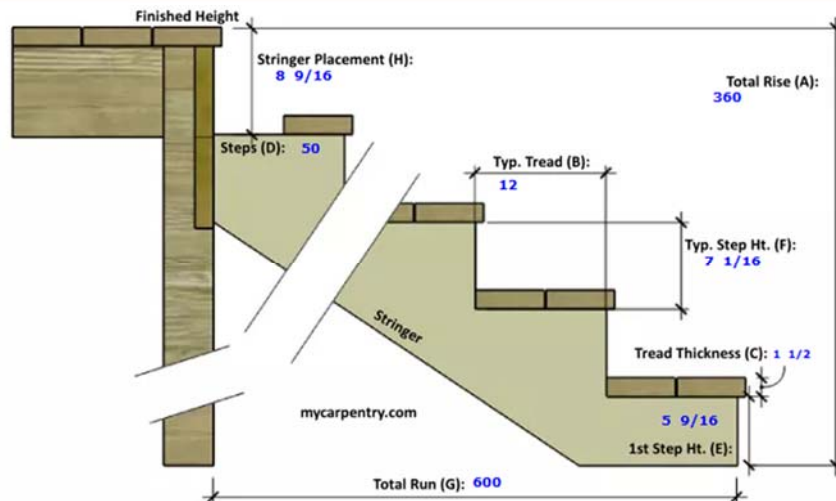 Finished Height
Stringer Placement (H):
8 9/16
Total Rise (A):
360
Steps (D): 50
Typ. Tread (B):
12
Typ. Step Ht. (F):
7 1/16
Stringer
Tread Thickness (C): 1 1/2
mycarpentry.com
5 9/16
1st Step Ht. (E):
Total Run (G): 600